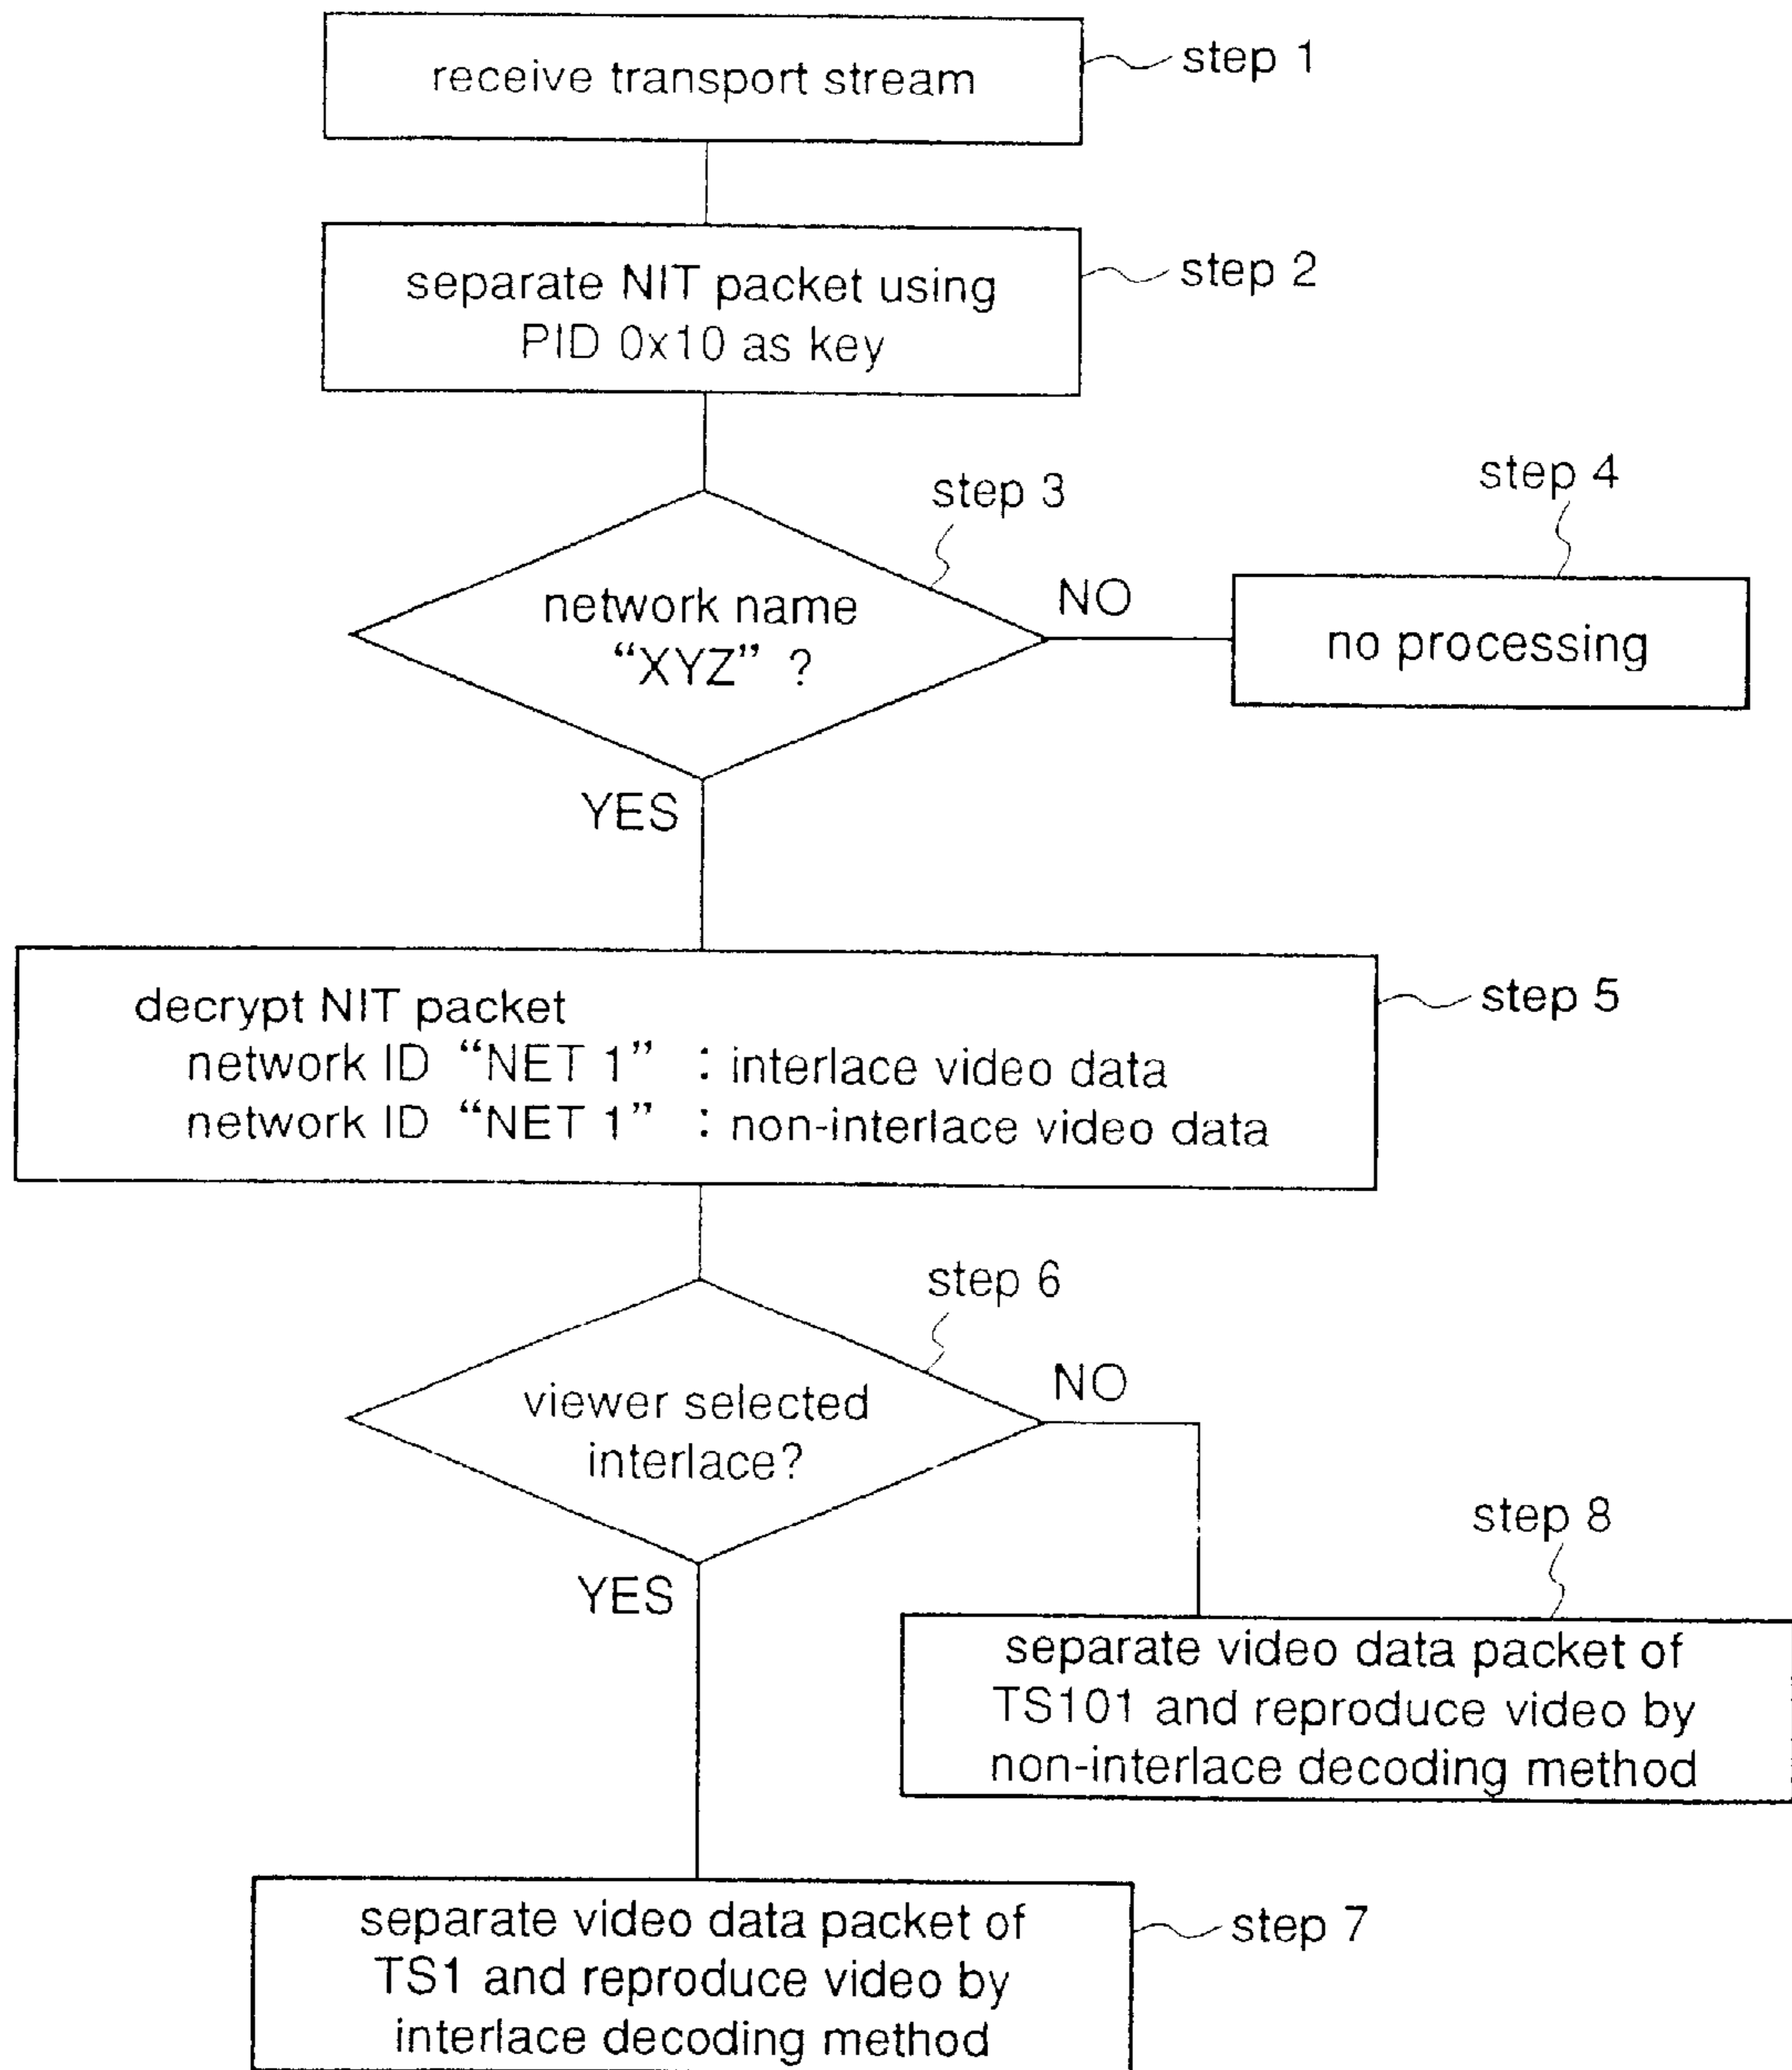 receive transport stream
step 1
separate NIT packet using
PID 0x10 as key
step 2
step 3
network name
“XYZ” ?
NO
step 4
no processing
YES
decrypt NIT packet
network ID “NET 1” : interlace video data
network ID “NET 1” : non-interlace video data
step 5
step 6
viewer selected
interlace?
NO
YES
step 8
separate video data packet of
TS101 and reproduce video by
non-interlace decoding method
separate video data packet of
TS1 and reproduce video by
interlace decoding method
step 7